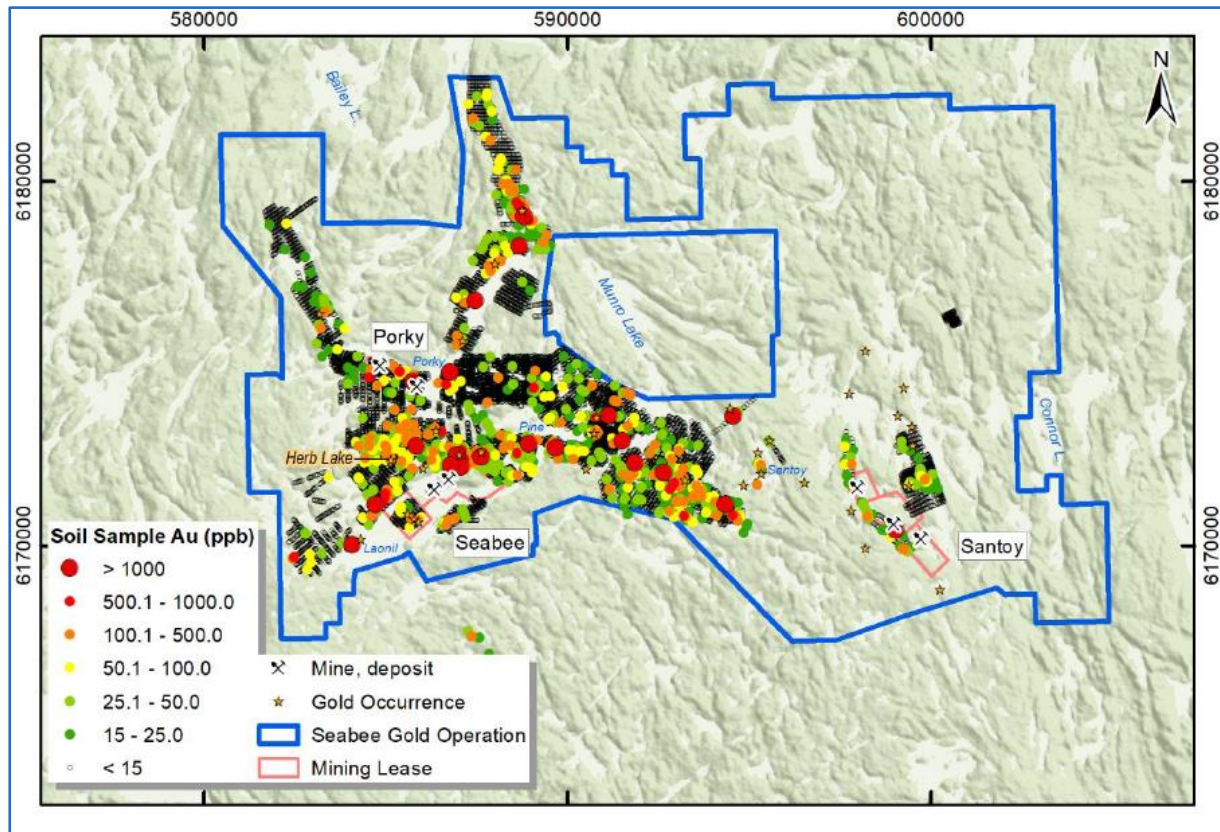 580000
590000
600000
N
Bailey L.
6180000
6180000
Munro Lake
Porky
Porky
Connor L.
Pine
Herb Lake
Santoy
6170000
6170000
Laonil
Seabee
Santoy
Soil Sample Au (ppb)
> 1000
500.1 - 1000.0
100.1 - 500.0
50.1 - 100.0
25.1 - 50.0
15 - 25.0
< 15
Mine, deposit
Gold Occurrence
Seabee Gold Operation
Mining Lease